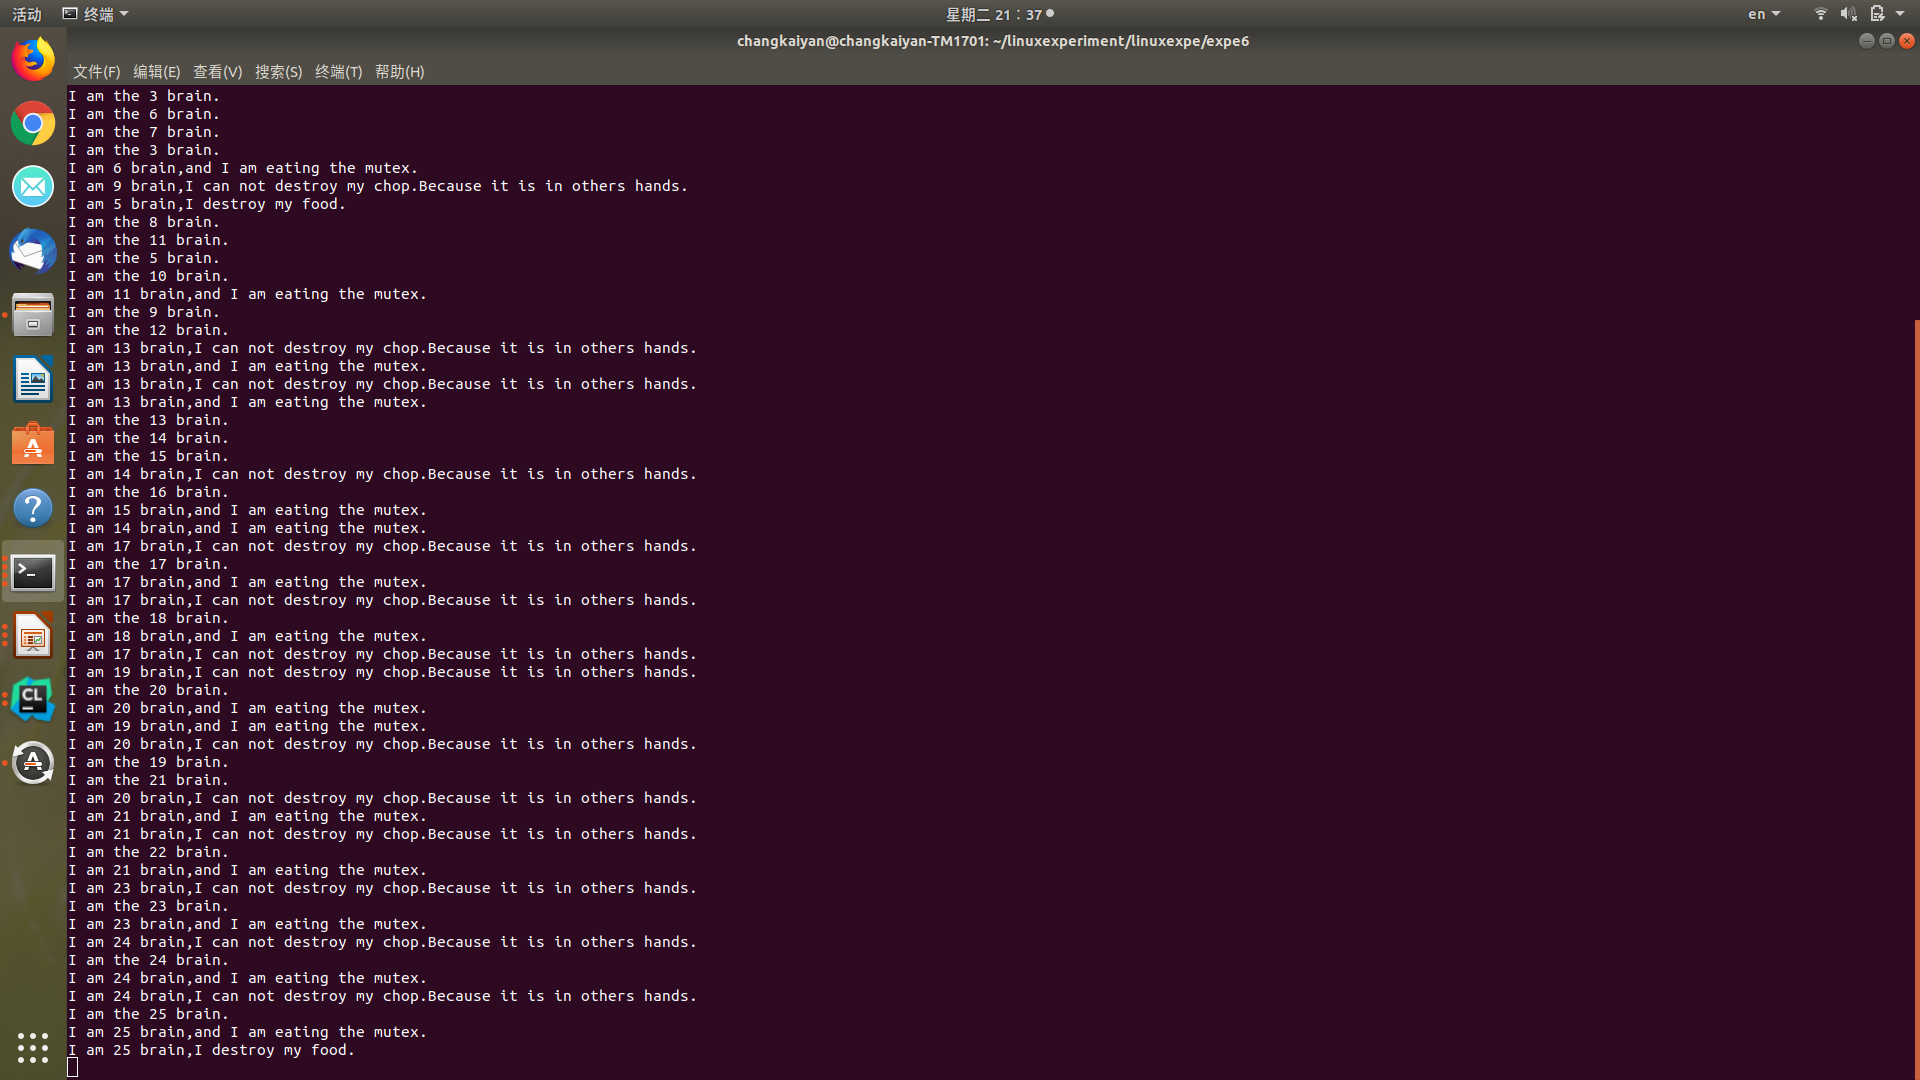 活动 终端 星期二 21：37 en
changkaiyan@changkaiyan-TM1701: ~/linuxexperiment/linuxexpe/expe6
文件(F) 编辑(E) 查看(V) 搜索(S) 终端(T) 帮助(H)
I am the 3 brain.
I am the 6 brain.
I am the 7 brain.
I am the 3 brain.
I am 6 brain,and I am eating the mutex.
I am 9 brain,I can not destroy my chop.Because it is in others hands.
I am 5 brain,I destroy my food.
I am the 8 brain.
I am the 11 brain.
I am the 5 brain.
I am the 10 brain.
I am 11 brain,and I am eating the mutex.
I am the 9 brain.
I am the 12 brain.
I am 13 brain,I can not destroy my chop.Because it is in others hands.
I am 13 brain,and I am eating the mutex.
I am 13 brain,I can not destroy my chop.Because it is in others hands.
I am 13 brain,and I am eating the mutex.
I am the 13 brain.
I am the 14 brain.
I am the 15 brain.
I am 14 brain,I can not destroy my chop.Because it is in others hands.
I am the 16 brain.
I am 15 brain,and I am eating the mutex.
I am 14 brain,and I am eating the mutex.
I am 17 brain,I can not destroy my chop.Because it is in others hands.
I am the 17 brain.
I am 17 brain,and I am eating the mutex.
I am 17 brain,I can not destroy my chop.Because it is in others hands.
I am the 18 brain.
I am 18 brain,and I am eating the mutex.
I am 17 brain,I can not destroy my chop.Because it is in others hands.
I am 19 brain,I can not destroy my chop.Because it is in others hands.
I am the 20 brain.
I am 20 brain,and I am eating the mutex.
I am 19 brain,and I am eating the mutex.
I am 20 brain,I can not destroy my chop.Because it is in others hands.
I am the 19 brain.
I am the 21 brain.
I am 20 brain,I can not destroy my chop.Because it is in others hands.
I am 21 brain,and I am eating the mutex.
I am 21 brain,I can not destroy my chop.Because it is in others hands.
I am the 22 brain.
I am 21 brain,and I am eating the mutex.
I am 23 brain,I can not destroy my chop.Because it is in others hands.
I am the 23 brain.
I am 23 brain,and I am eating the mutex.
I am 24 brain,I can not destroy my chop.Because it is in others hands.
I am the 24 brain.
I am 24 brain,and I am eating the mutex.
I am 24 brain,I can not destroy my chop.Because it is in others hands.
I am the 25 brain.
I am 25 brain,and I am eating the mutex.
I am 25 brain,I destroy my food.
CL